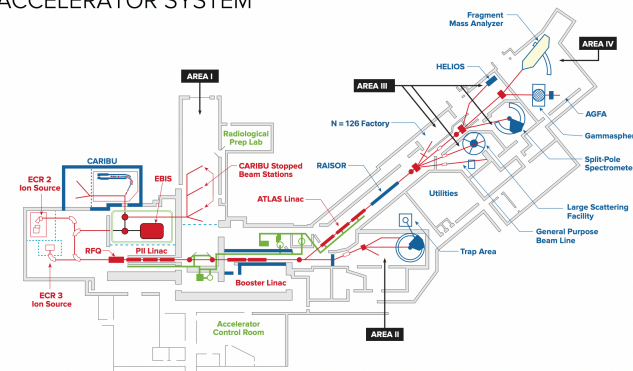 ACCELERATOR SYSTEM
Fragment
Mass Analyzer
AREA IV
HELIOS
AREA I
AREA III
AGFA
N = 126 Factory
Radiological
Prep Lab
Gammaspher
CARIBU
RAISOR
CARIBU Stopped
Beam Stations
Split-Pole
Spectromete
ECR 2
Ion Source
EBIS
ATLAS Linac
Utilities
Large Scattering
Facility
General Purpose
Beam Line
RFQ
PII Linac
Trap Area
Booster Linac
ECR 3
Ion Source
Accelerator
Control Room
AREA II